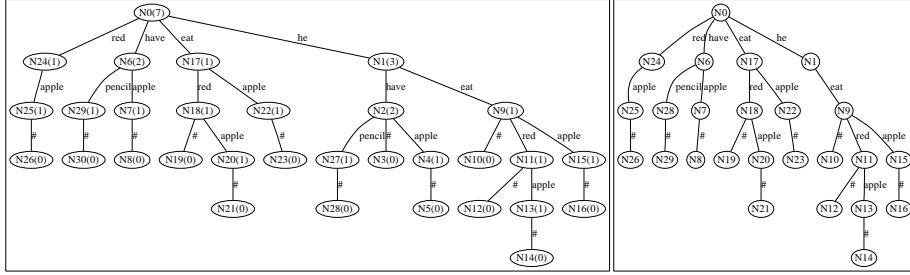 N0(7)
red have eat he
N24(1) N6(2) N17(1) N1(3)
apple pencil apple red apple have eat
N25(1) N29(1) N7(1) N18(1) N22(1) N2(2) N9(1)
# # # # apple # pencil # apple # red apple
N26(0) N30(0) N8(0) N19(0) N20(1) N23(0) N27(1) N3(0) N4(1) N10(0) N11(1) N15(1)
# # # # apple #
N21(0) N28(0) N5(0) N12(0) N13(1) N16(0)
#
N14(0)
N0
red have eat he
N24 N6 N17 N1
apple pencil apple red apple eat
N25 N28 N7 N18 N22 N9
# # # # apple # # red apple
N26 N29 N8 N19 N20 N23 N10 N11 N15
# # apple #
N21 N12 N13 N16
#
N14